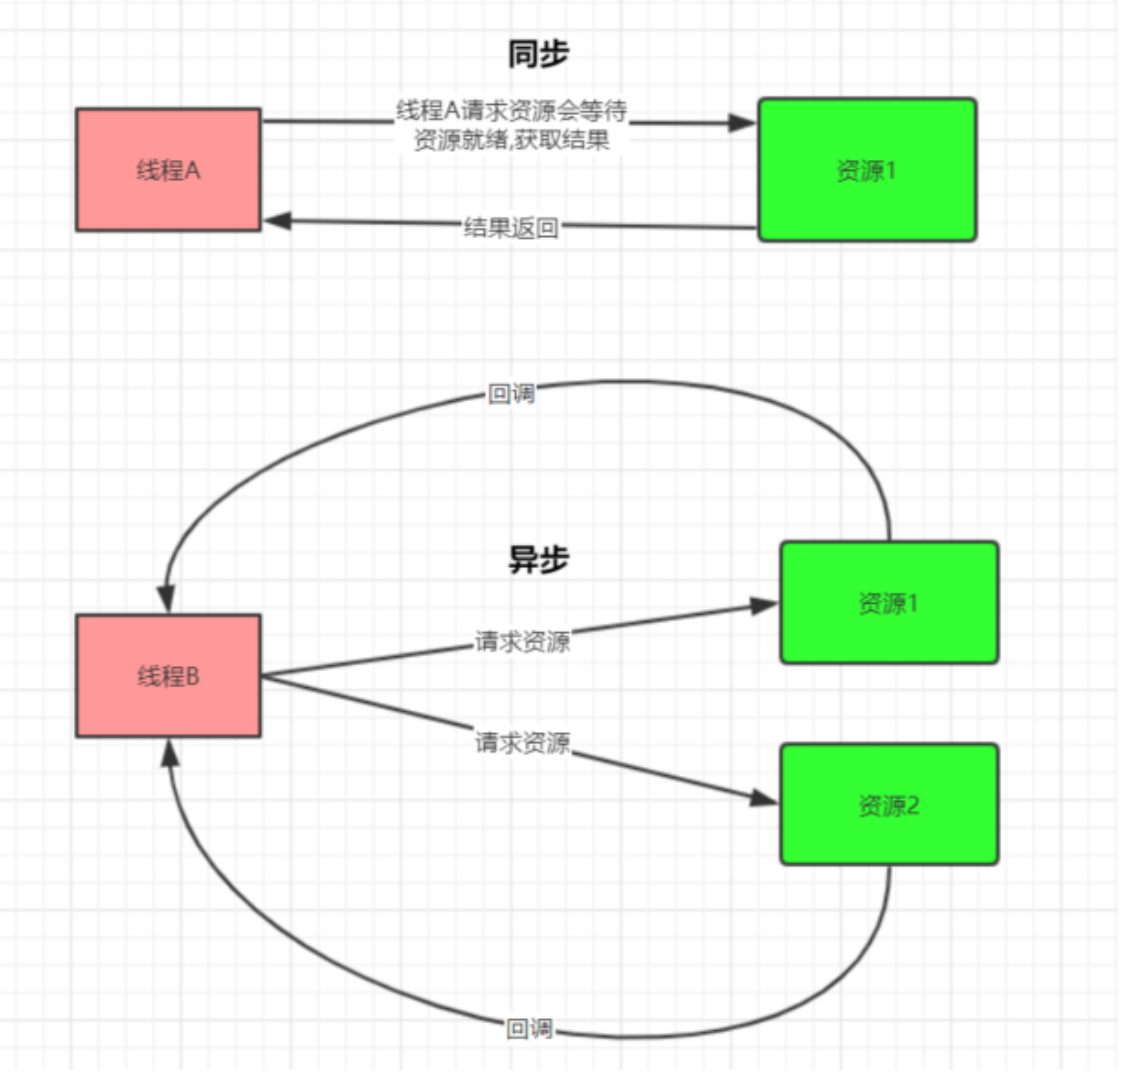 同步
线程A请求资源会等待
资源就绪,获取结果
线程A
资源1
结果返回
回调
异步
资源1
请求资源
线程B
请求资源
资源2
回调